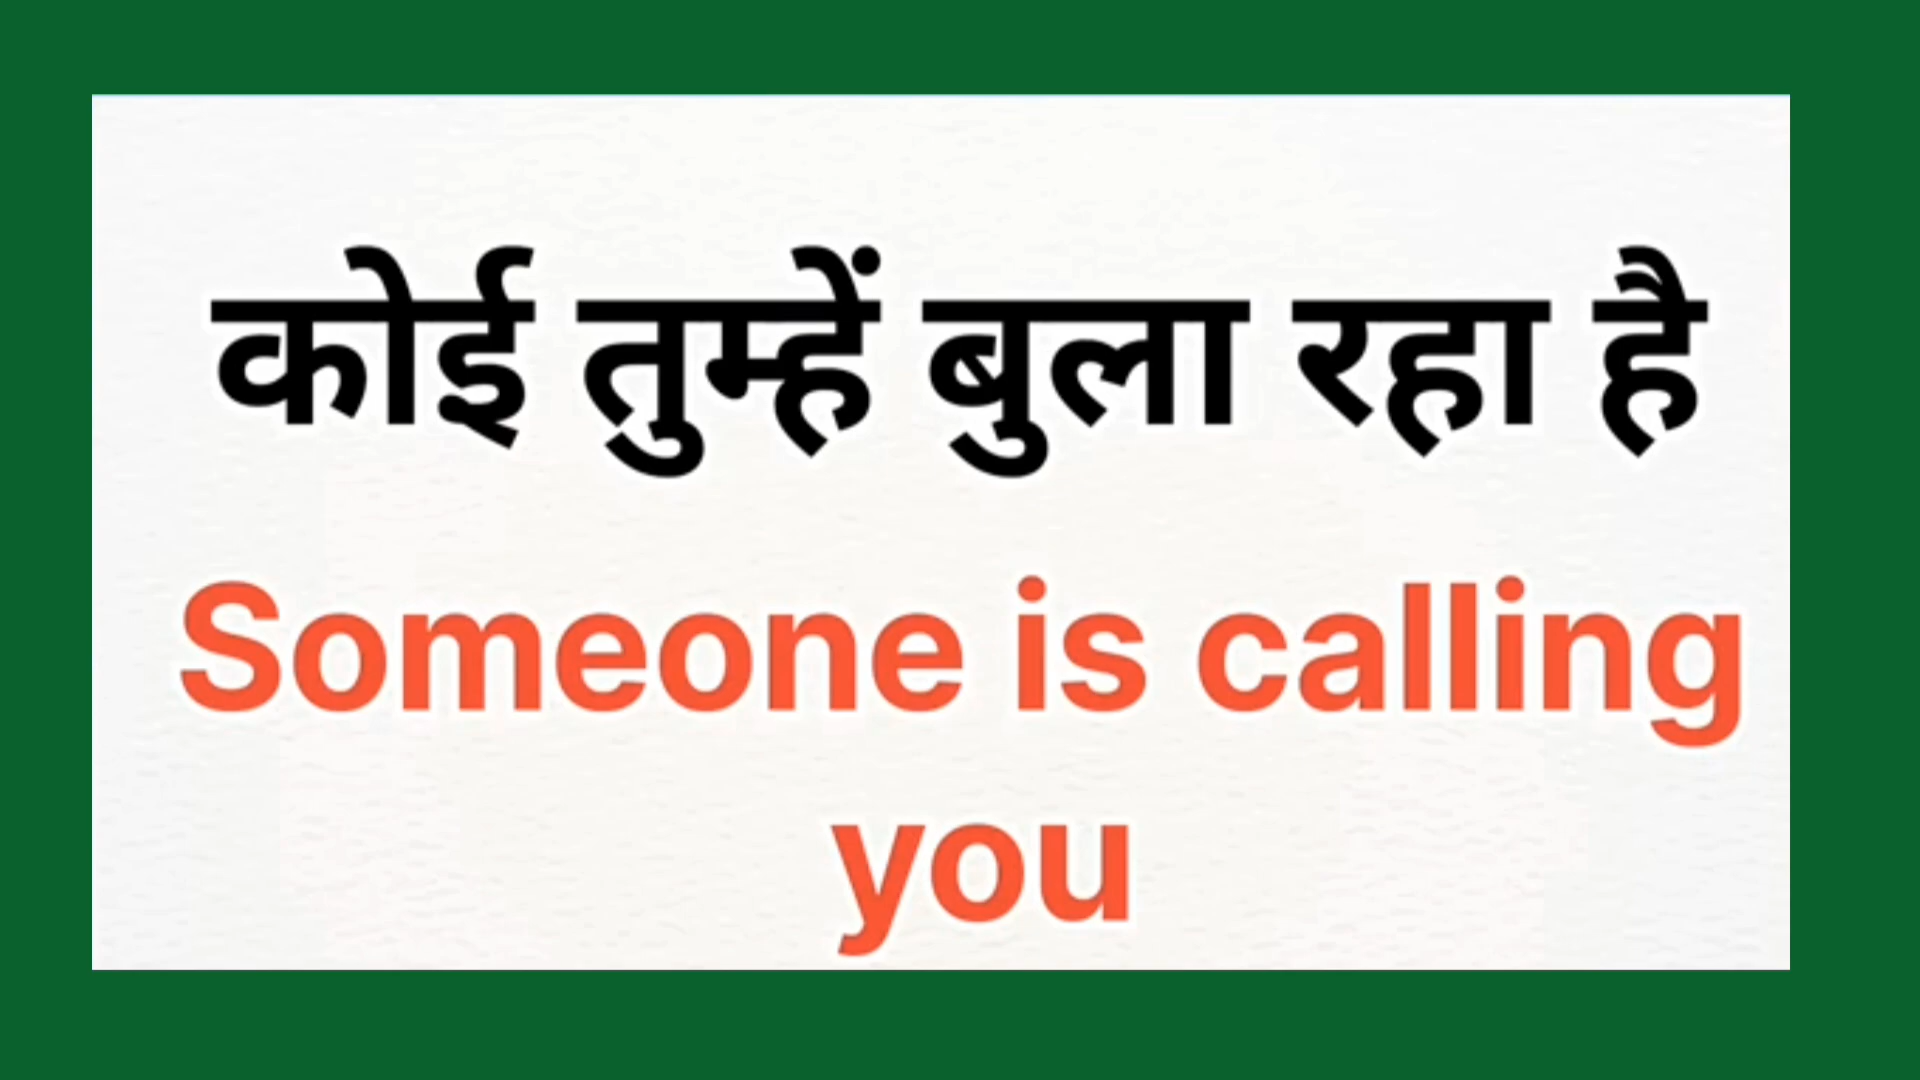 कोई तुम्हें बुला रहा है
Someone is calling
you